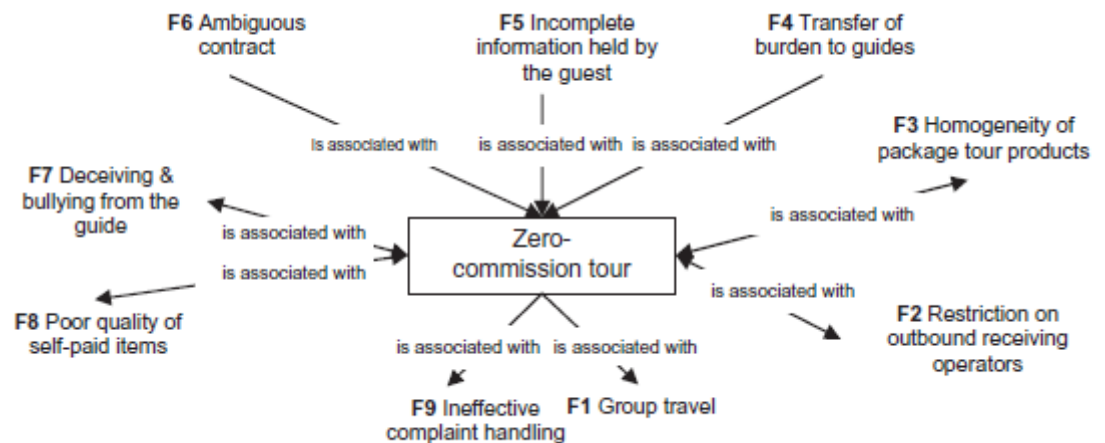 F6 Ambiguous
contract
F5 Incomplete
information held by
the guest
F4 Transfer of
burden to guides
F3 Homogeneity of
package tour products
is associated with
is associated with
is associated with
F7 Deceiving &
bullying from the
guide
is associated with
is associated with
is associated with
Zero-
commission tour
is associated with
F8 Poor quality of
self-paid items
F2 Restriction on
outbound receiving
operators
is associated with
is associated with
F9 Ineffective
complaint handling
F1 Group travel